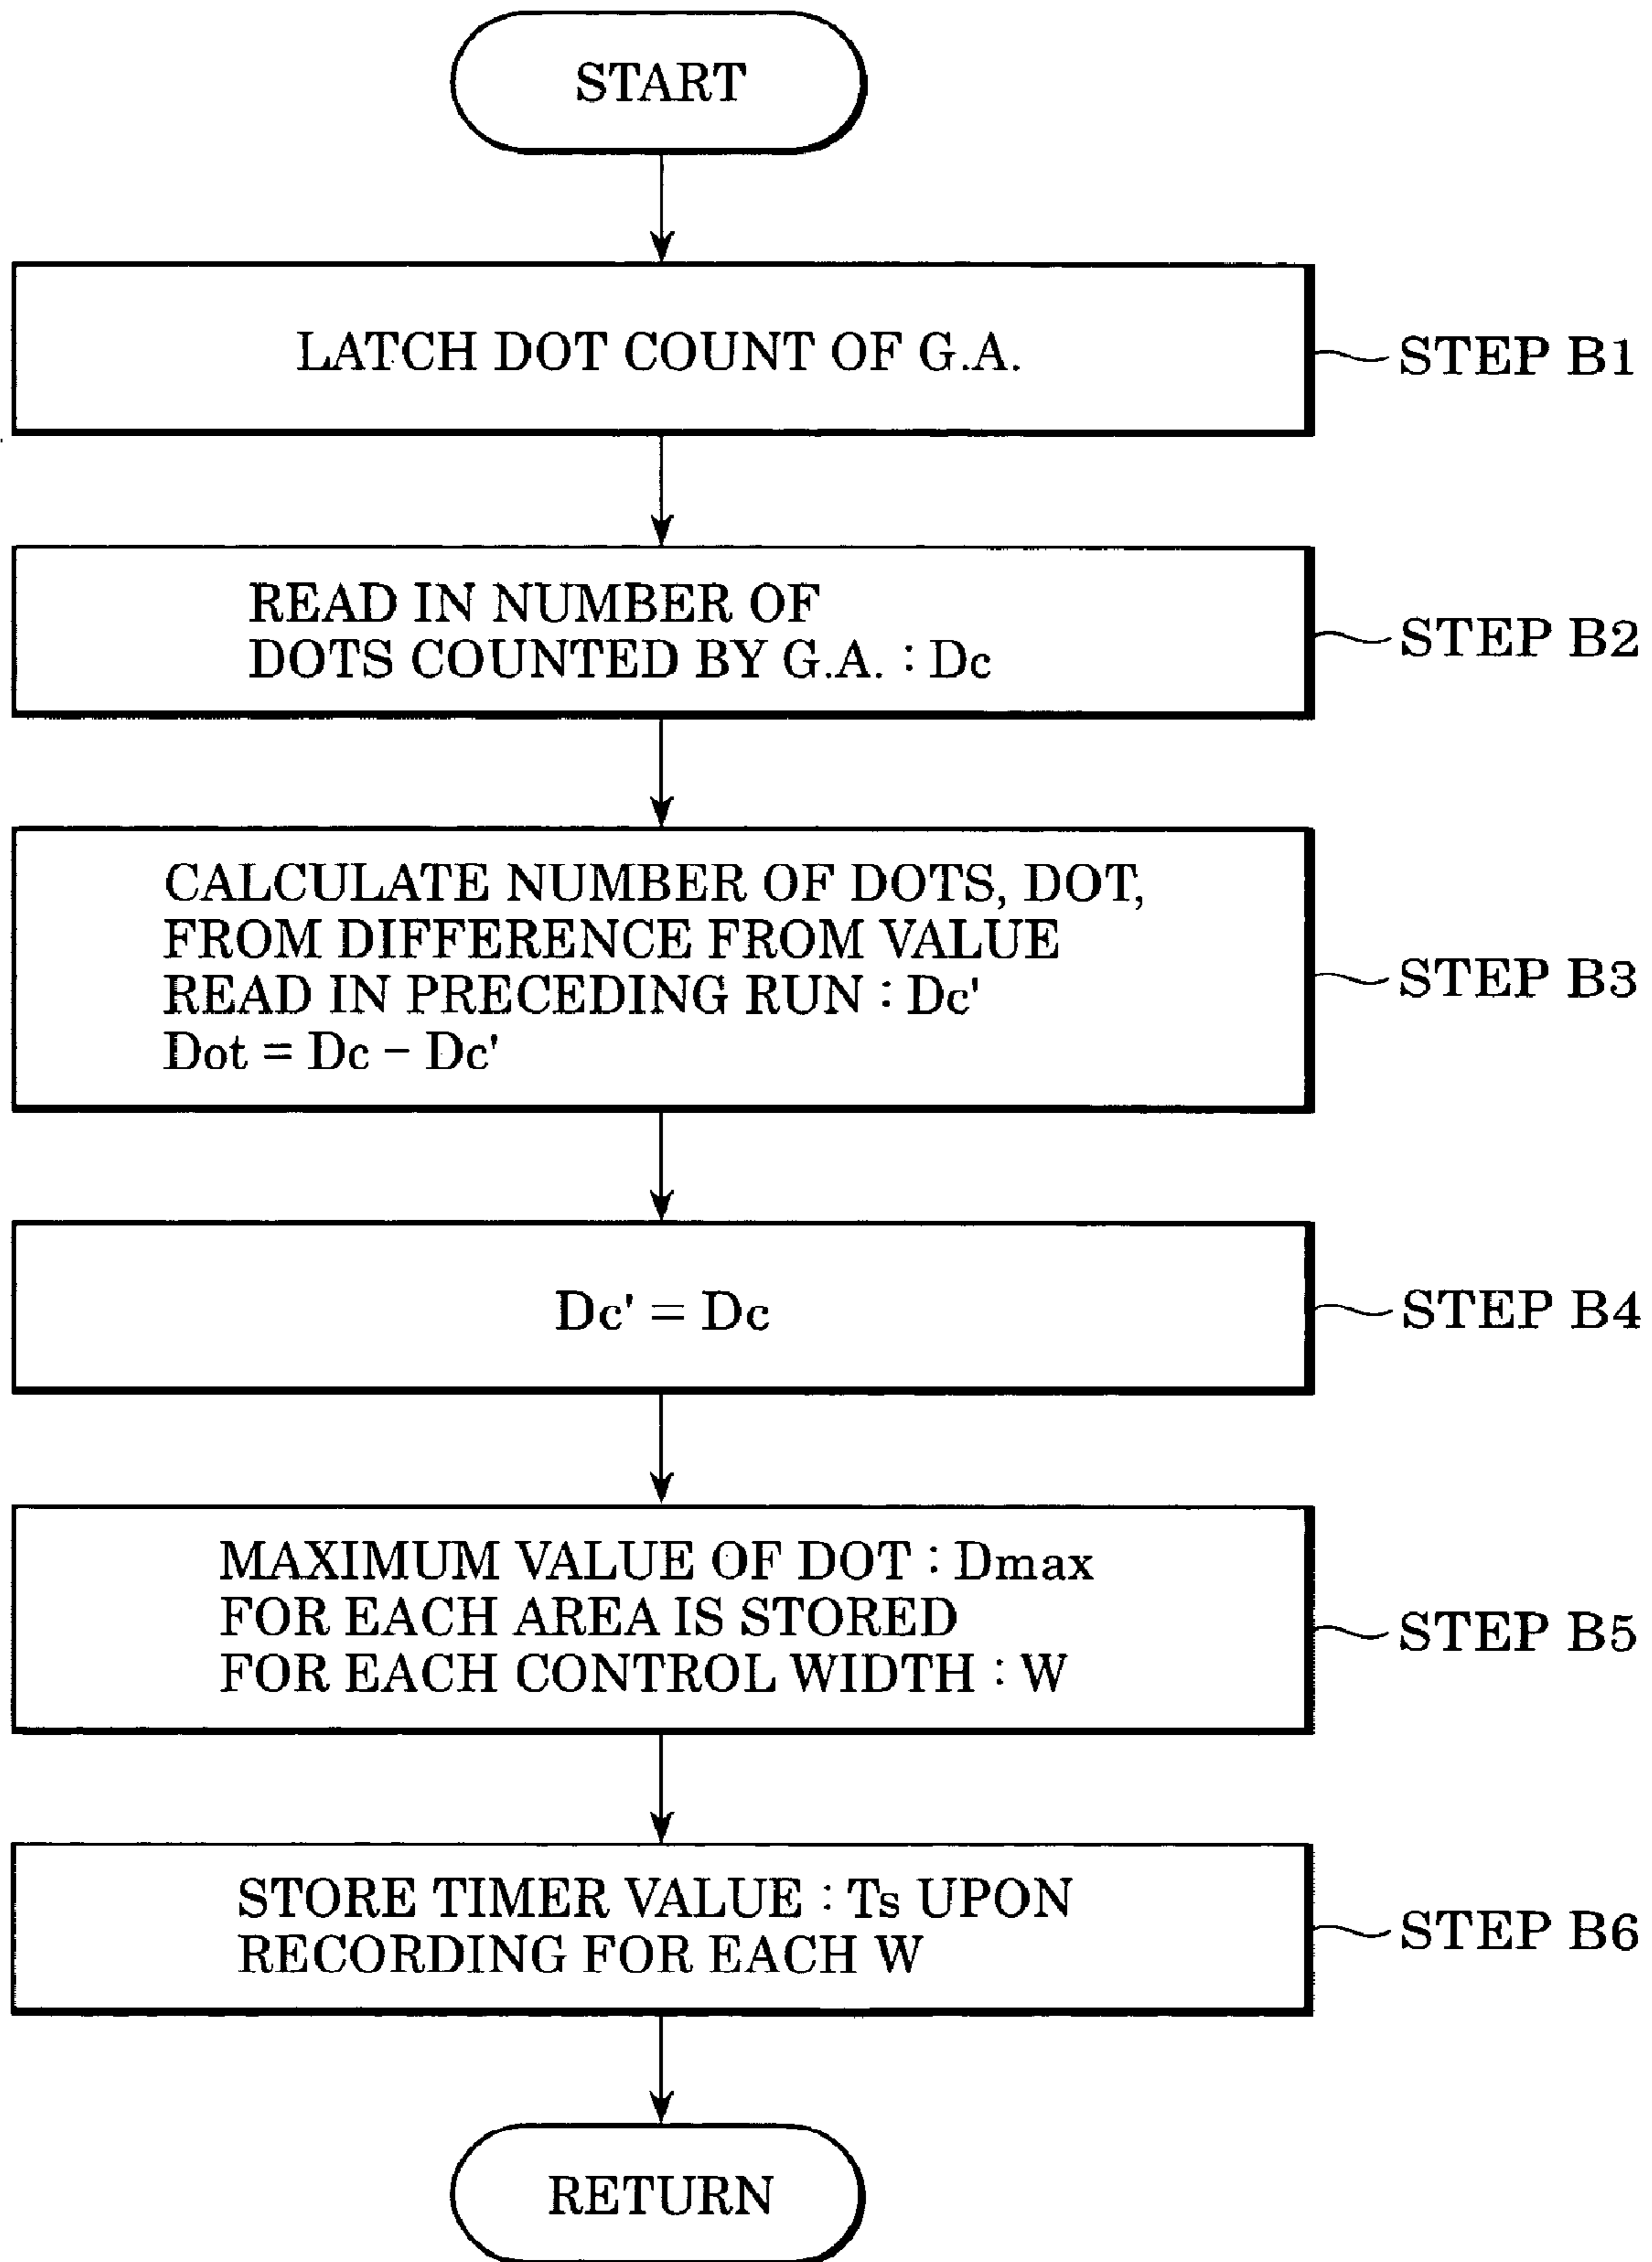 START
LATCH DOT COUNT OF G.A.
STEP B1
READ IN NUMBER OF
DOTS COUNTED BY G.A. : Dc
STEP B2
CALCULATE NUMBER OF DOTS, DOT,
FROM DIFFERENCE FROM VALUE
READ IN PRECEDING RUN : Dc'
Dot = Dc – Dc'
STEP B3
Dc' = Dc
STEP B4
MAXIMUM VALUE OF DOT : Dmax
FOR EACH AREA IS STORED
FOR EACH CONTROL WIDTH : W
STEP B5
STORE TIMER VALUE : Ts UPON
RECORDING FOR EACH W
STEP B6
RETURN